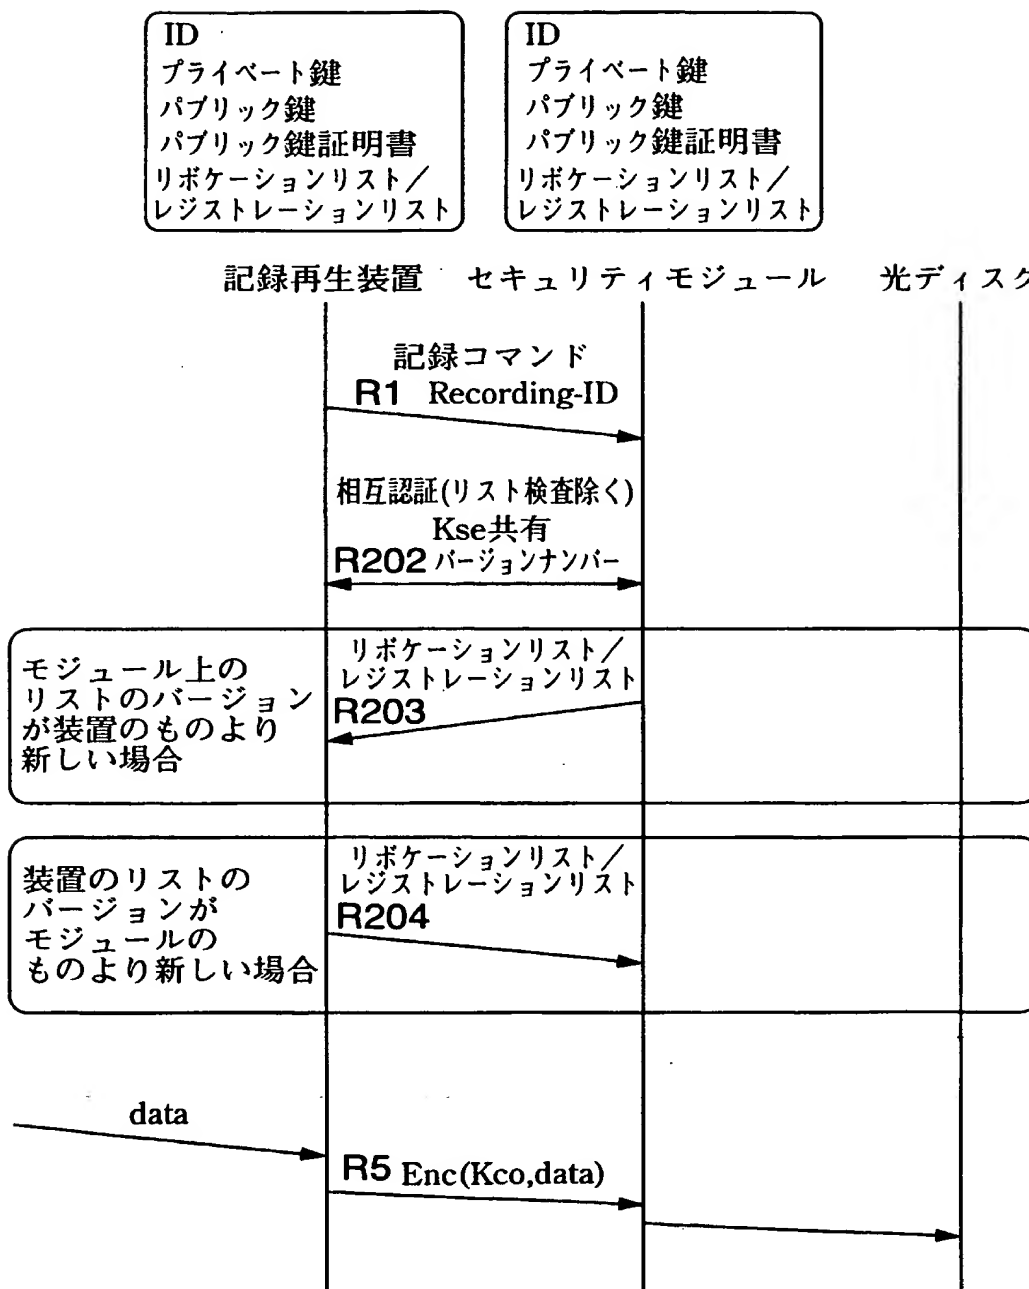 ID
プライベート鍵
パブリック鍵
パブリック鍵証明書
リボケーションリスト／
レジストレーションリスト
ID
プライベート鍵
パブリック鍵
パブリック鍵証明書
リボケーションリスト／
レジストレーションリスト
記録再生装置 セキュリティモジュール 光ディスク
記録コマンド
R1 Recording-ID
相互認証(リスト検査除く)
Kse共有
R202 バージョンナンバー
モジュール上の
リストのバージョン
が装置のものより
新しい場合
リボケーションリスト／
レジストレーションリスト
R203
装置のリストの
バージョンが
モジュールの
ものより新しい場合
リボケーションリスト／
レジストレーションリスト
R204
data
R5 Enc(Kco,data)